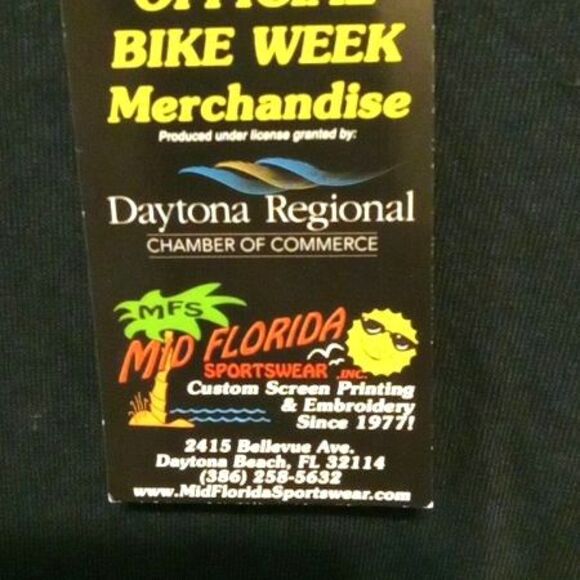 OFFICIAL
BIKE WEEK
Merchandise
Produced under license granted by:
Daytona Regional
CHAMBER OF COMMERCE
MFS
MID FLORIDA
SPORTSWEAR, INC.
Custom Screen Printing
& Embroidery
Since 1977!
2415 Bellevue Ave.
Daytona Beach, FL 32114
(386) 258-5632
www.MidFloridaSportswear.com